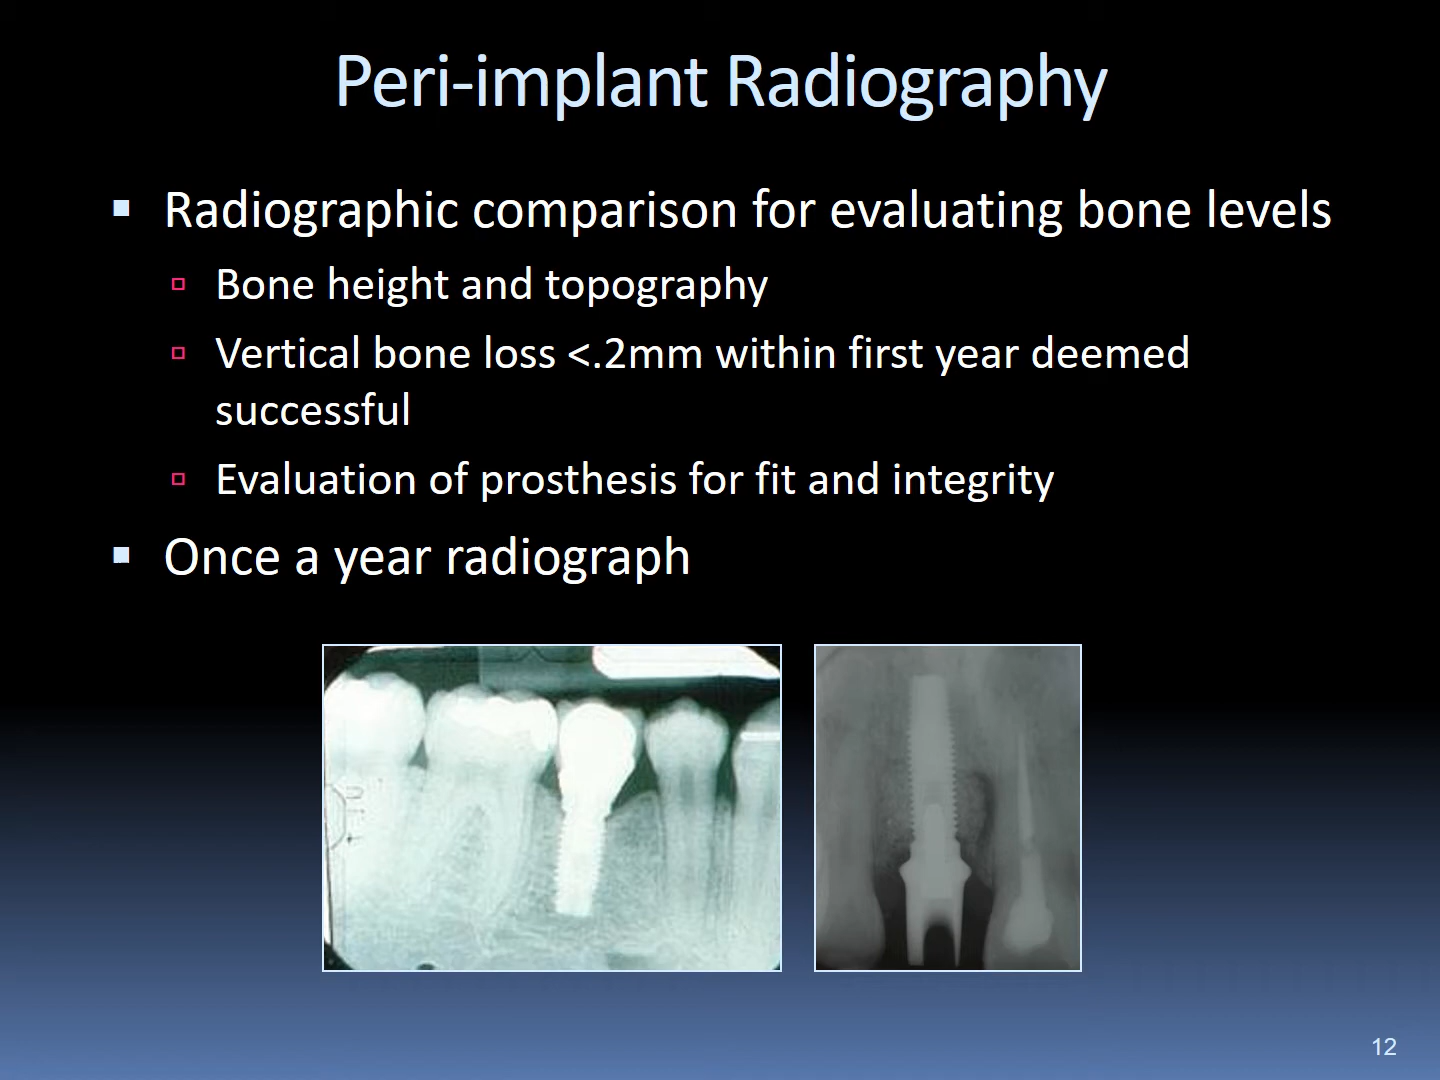 Peri-implant Radiography
Radiographic comparison for evaluating bone levels
Bone height and topography
Vertical bone loss <.2mm within first year deemed
successful
Evaluation of prosthesis for fit and integrity
Once a year radiograph
12